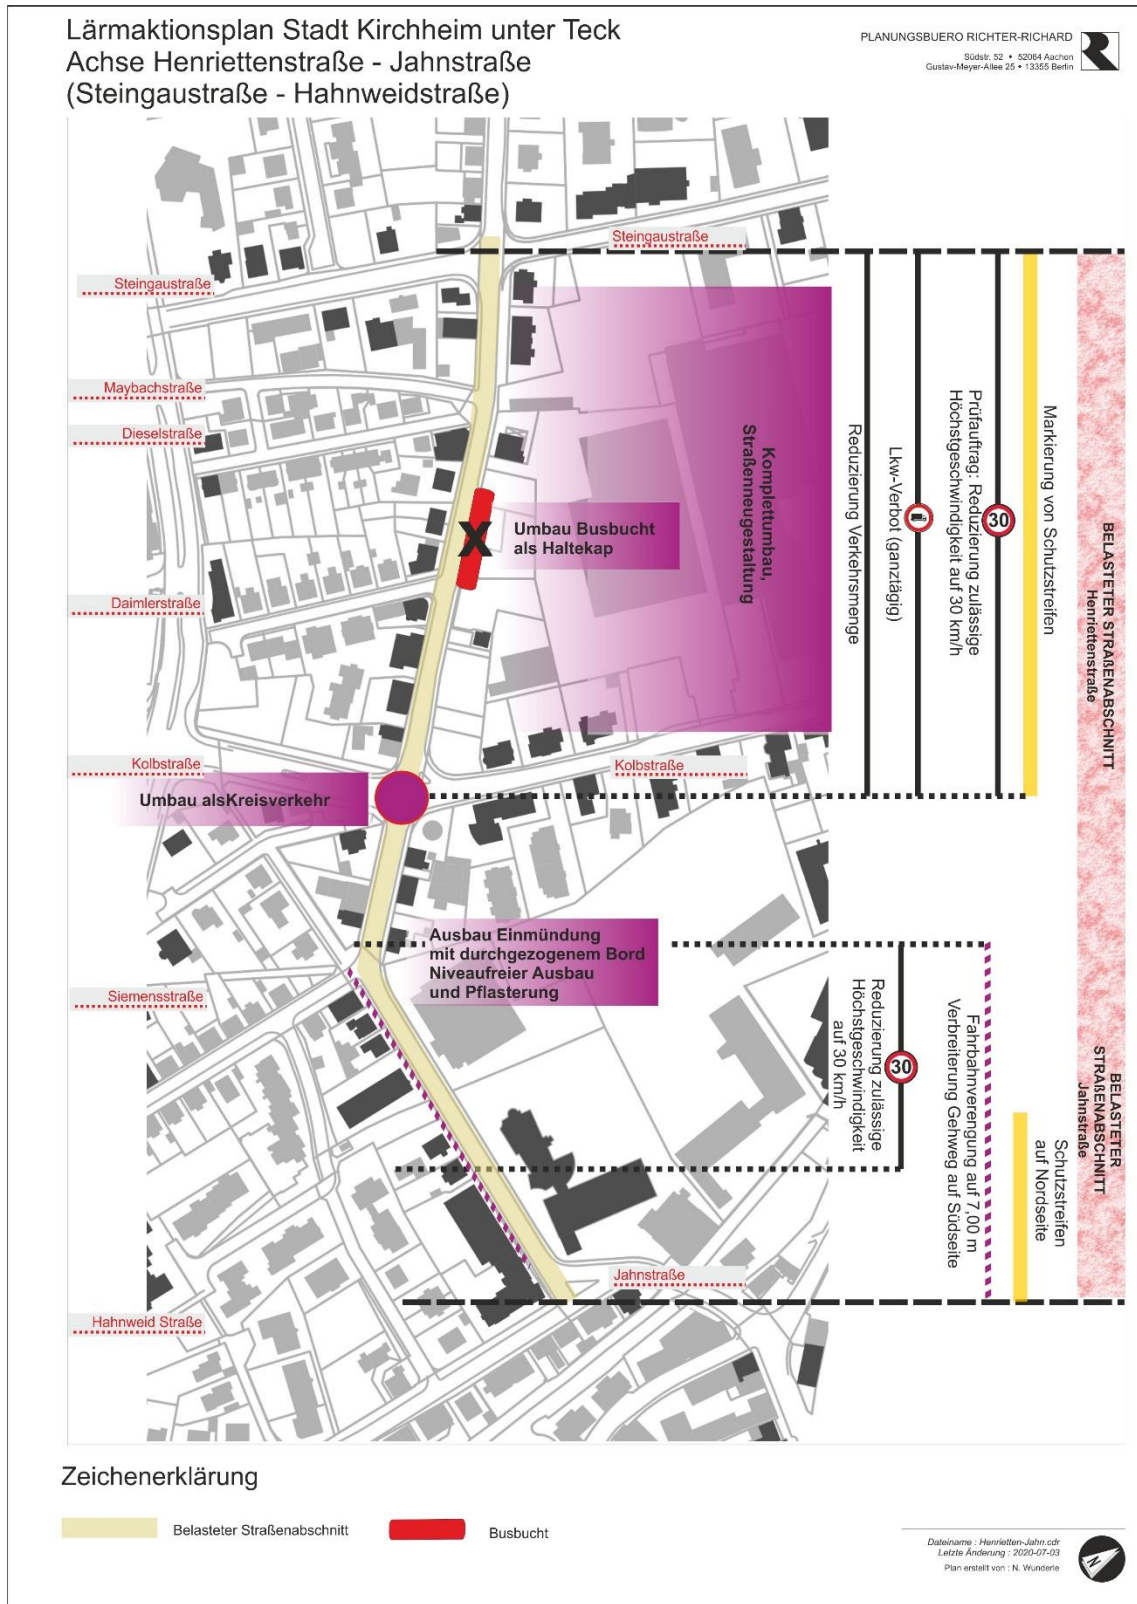 Lärmaktionsplan Stadt Kirchheim unter Teck
Achse Henriettenstraße - Jahnstraße
(Steingaustraße - Hahnweidstraße)
PLANUNGSBUERO RICHTER-RICHARD
Südstr. 52 • 52064 Aachen
Gustav-Meyer-Allee 25 • 13355 Berlin
Steingaustraße
Steingaustraße
Maybachstraße
Dieselstraße
Umbau Busbucht
als Haltekap
X
Komplettumbau,
Straßenneugestaltung
Reduzierung Verkehrsmenge
Lkw-Verbot (ganztägig)
Prüfauftrag: Reduzierung zulässige
Höchstgeschwindigkeit auf 30 km/h
30
Markierung von Schutzstreifen
BELASTETER STRAßENABSCHNITT
Henriettenstraße
Daimlerstraße
Kolbstraße
Kolbstraße
Umbau alsKreisverkehr
Ausbau Einmündung
mit durchgezogenem Bord
Niveaufreier Ausbau
und Pflasterung
Siemensstraße
Reduzierung zulässige
Höchstgeschwindigkeit
auf 30 km/h
30
Fahrbahnverengung auf 7,00 m
Verbreiterung Gehweg auf Südseite
Schutzstreifen
auf Nordseite
BELASTETER
STRAßENABSCHNITT
Jahnstraße
Jahnstraße
Hahnweid Straße
Zeichenerklärung
Belasteter Straßenabschnitt
Busbucht
Dateiname : Henrietten-Jahn.cdr
Letzte Änderung : 2020-07-03
Plan erstellt von : N. Wunderle
N